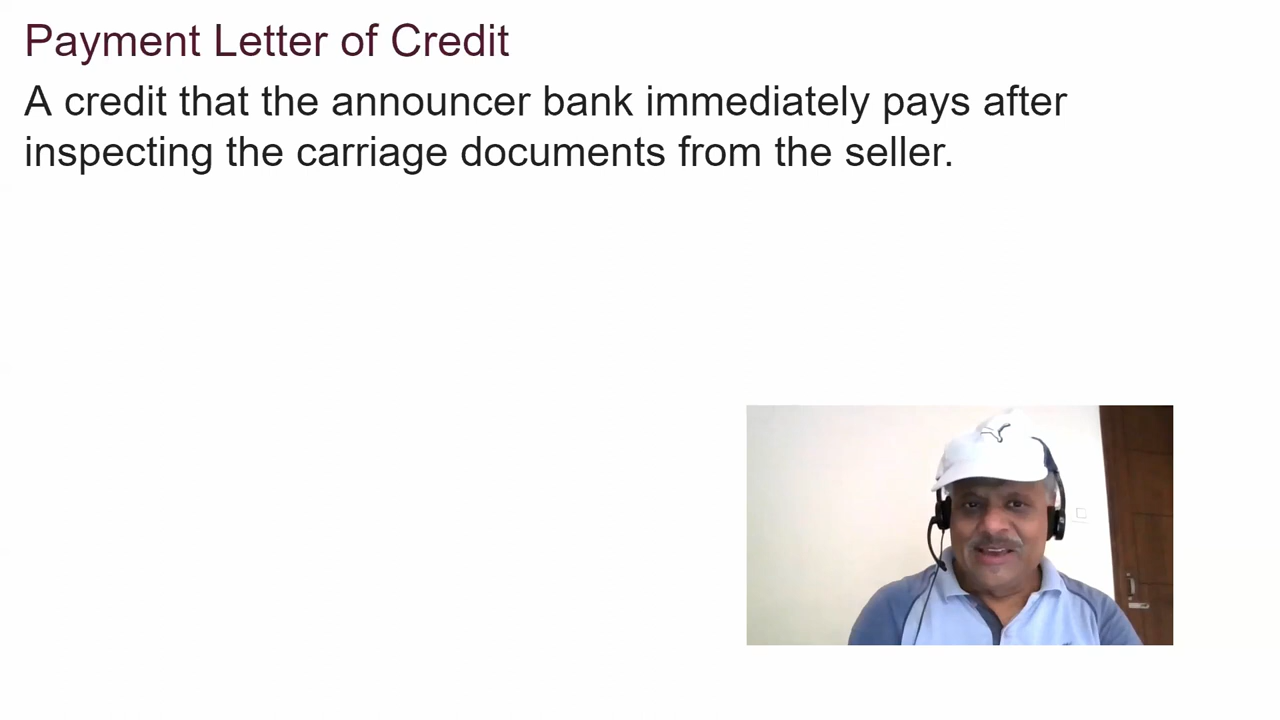 Payment Letter of Credit
A credit that the announcer bank immediately pays after
inspecting the carriage documents from the seller.